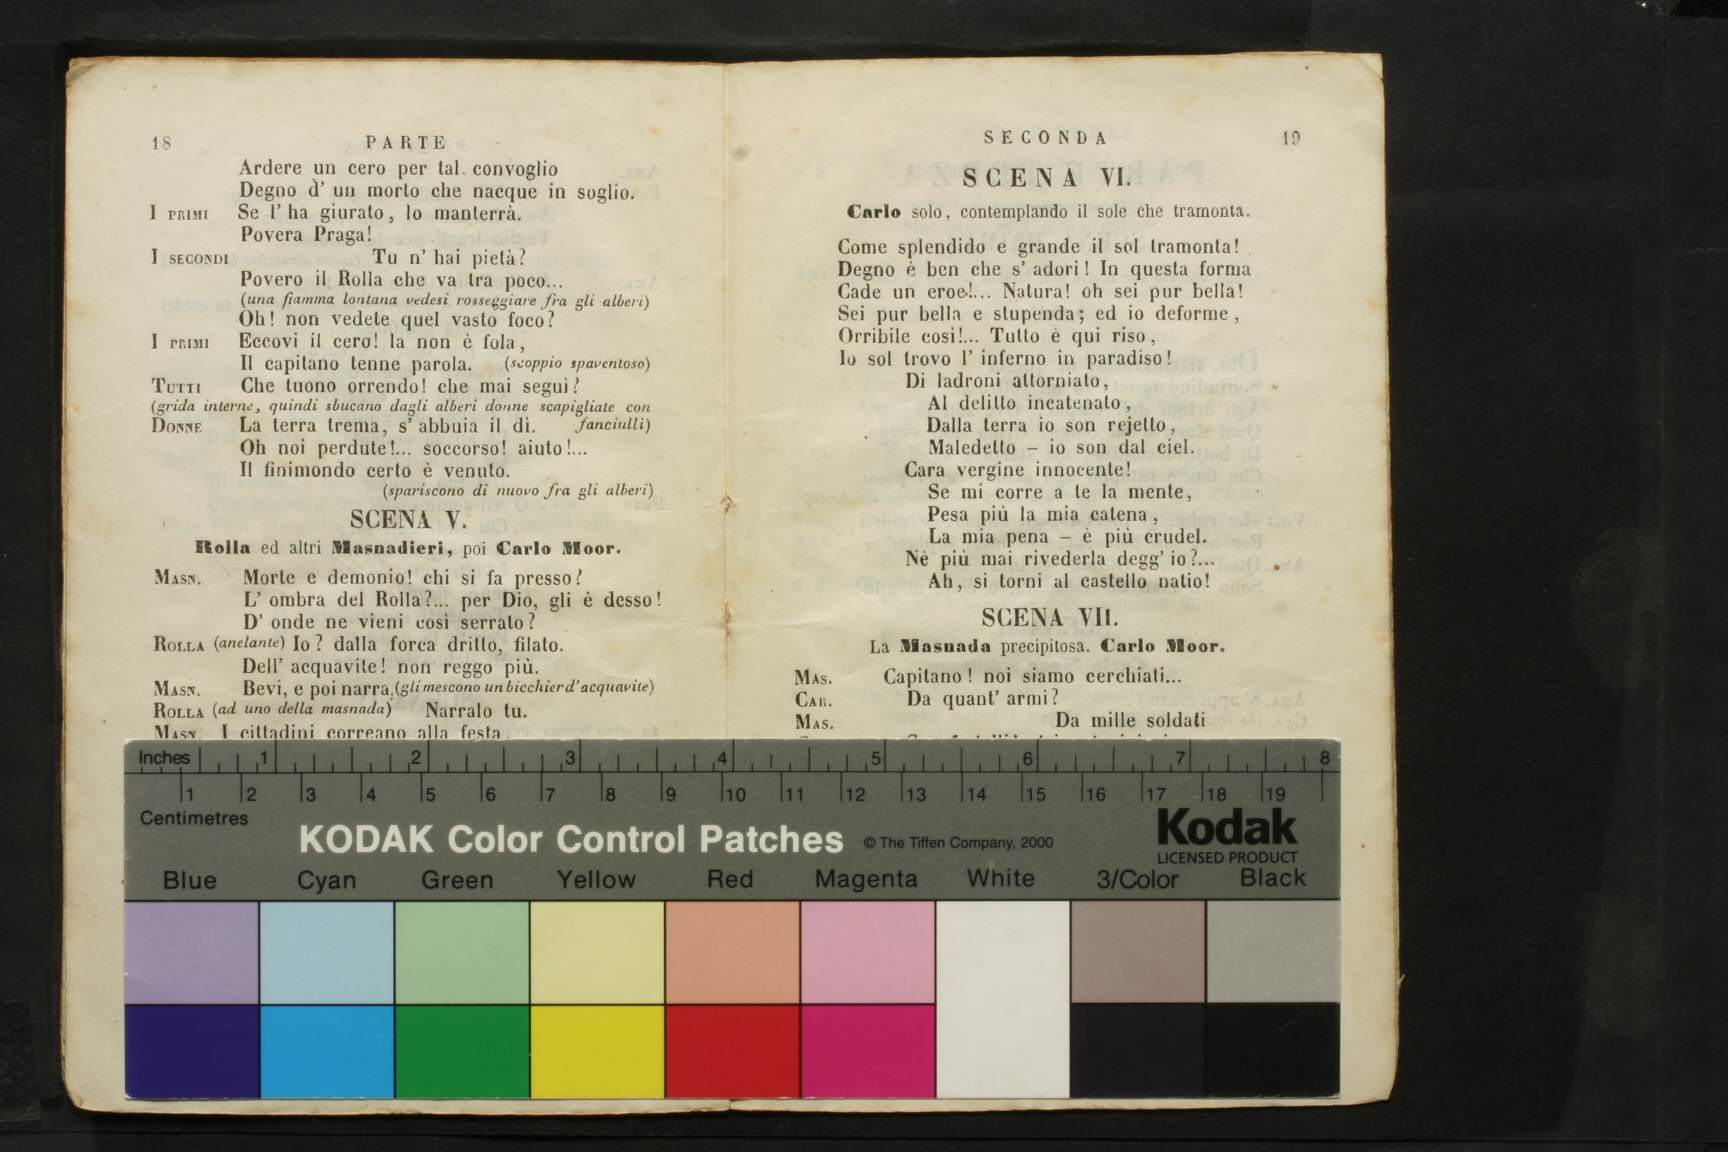 18 PARTE
Ardere un cero per tal convoglio
Degno d' un morto che nacque in soglio.
I PRIMI Se l' ha giurato, lo manterrà.
Povera Praga!
I SECONDI Tu n' hai pietà?
Povero il Rolla che va tra poco...
(una fiamma lontana vedesi rosseggiare fra gli alberi)
Oh! non vedete quel vasto foco?
I PRIMI Eccovi il cero! la non è fola,
Il capitano tenne parola. (scoppio spaventoso)
TUTTI Che tuono orrendo! che mai seguì?
(grida interne, quindi sbucano dagli alberi donne scapigliate con
DONNE La terra trema, s' abbuia il dì. fanciulli)
Oh noi perdute!... soccorso! aiuto!...
Il finimondo certo è venuto.
(spariscono di nuovo fra gli alberi)
SCENA V.
Rolla ed altri Masnadieri, poi Carlo Moor.
MASN. Morte e demonio! chi si fa presso?
L' ombra del Rolla?... per Dio, gli è desso!
D' onde ne vieni così serrato?
ROLLA (anelante) Io? dalla forca dritto, filato.
Dell' acquavite! non reggo più.
MASN. Bevi, e poi narra. (gli mescono un bicchier d' acquavite)
ROLLA (ad uno della masnada) Narralo tu.
MASN. I cittadini correano alla festa
SECONDA 19
SCENA VI.
Carlo solo, contemplando il sole che tramonta.
Come splendido e grande il sol tramonta!
Degno è ben che s' adori! In questa forma
Cade un eroe!... Natura! oh sei pur bella!
Sei pur bella e stupenda; ed io deforme,
Orribile così!... Tutto è qui riso,
Io sol trovo l' inferno in paradiso!
Di ladroni attorniato,
Al delitto incatenato,
Dalla terra io son rejetto,
Maledetto – io son dal ciel.
Cara vergine innocente!
Se mi corre a te la mente,
Pesa più la mia catena,
La mia pena – è più crudel.
Nè più mai rivederla degg' io?...
Ah, si torni al castello natio!
SCENA VII.
La Masnada precipitosa. Carlo Moor.
MAS. Capitano! noi siamo cerchiati...
CAR. Da quant' armi?
MAS. Da mille soldati
Inches 1 2 3 4 5 6 7 8
1 2 3 4 5 6 7 8 9 10 11 12 13 14 15 16 17 18 19
Centimetres
KODAK Color Control Patches © The Tiffen Company, 2000 Kodak
LICENSED PRODUCT
Blue Cyan Green Yellow Red Magenta White 3/Color Black